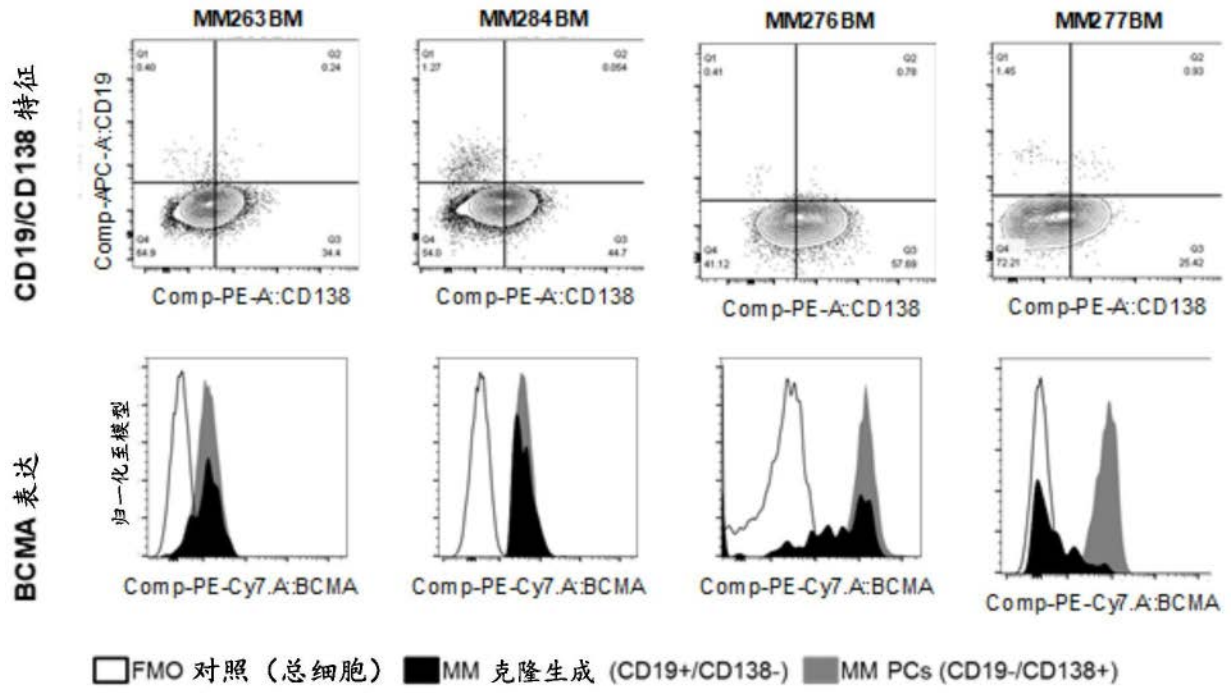 MM263BM
MM284BM
MM276BM
MM277BM
CD19/CD138 特征
Comp-APC-A::CD19
Q1
0.40
Q2
0.24
Q4
64.9
Q3
34.4
Comp-PE-A::CD138
Q1
1.27
Q2
0.054
Q4
54.0
Q3
44.7
Comp-PE-A::CD138
Q1
0.41
Q2
0.78
Q4
41.12
Q3
57.69
Comp-PE-A::CD138
Q1
1.45
Q2
0.93
Q4
72.21
Q3
25.42
Comp-PE-A::CD138
BCMA 表达
归一化至模型
Comp-PE-Cy7.A::BCMA
Comp-PE-Cy7.A::BCMA
Comp-PE-Cy7.A::BCMA
Comp-PE-Cy7.A::BCMA
FMO 对照（总细胞） MM 克隆生成 (CD19+/CD138-) MM PCs (CD19-/CD138+)